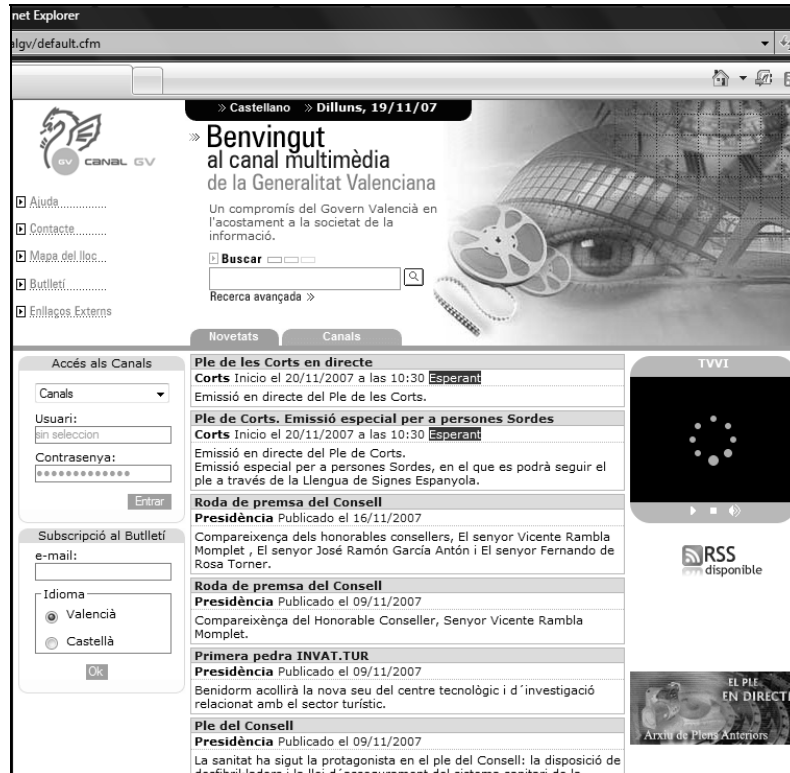 net Explorer
algv/default.cfm
» Castellano » Dilluns, 19/11/07
GV CANAL GV
» Benvingut
al canal multimèdia
de la Generalitat Valenciana
Un compromís del Govern Valencià en
l'acostament a la societat de la
informació.
Ajuda
Contacte
Mapa del lloc
Butlletí
Enllaços Externs
Buscar
Recerca avançada »
Novetats Canals
Accés als Canals
Canals
Usuari:
sin seleccion
Contrasenya:
Entrar
Subscripció al Butlletí
e-mail:
Idioma
Valencià
Castellà
Ok
Ple de les Corts en directe
Corts Inicio el 20/11/2007 a las 10:30 Esperant
Emissió en directe del Ple de les Corts.
Ple de Corts. Emissió especial per a persones Sordes
Corts Inicio el 20/11/2007 a las 10:30 Esperant
Emissió en directe del Ple de Corts.
Emissió especial per a persones Sordes, en el que es podrà seguir el
ple a través de la Llengua de Signes Espanyola.
Roda de premsa del Consell
Presidència Publicado el 16/11/2007
Compareixença dels honorables consellers, El senyor Vicente Rambla
Momplet , El senyor José Ramón García Antón i El senyor Fernando de
Rosa Torner.
Roda de premsa del Consell
Presidència Publicado el 09/11/2007
Compareixènça del Honorable Conseller, Senyor Vicente Rambla
Momplet.
Primera pedra INVAT.TUR
Presidència Publicado el 09/11/2007
Benidorm acollirà la nova seu del centre tecnològic i d´investigació
relacionat amb el sector turístic.
Ple del Consell
Presidència Publicado el 09/11/2007
La sanitat ha sigut la protagonista en el ple del Consell: la disposició de
TVVI
RSS
disponible
EL PLE
EN DIRECTE
Arxiu de Plens Anteriors